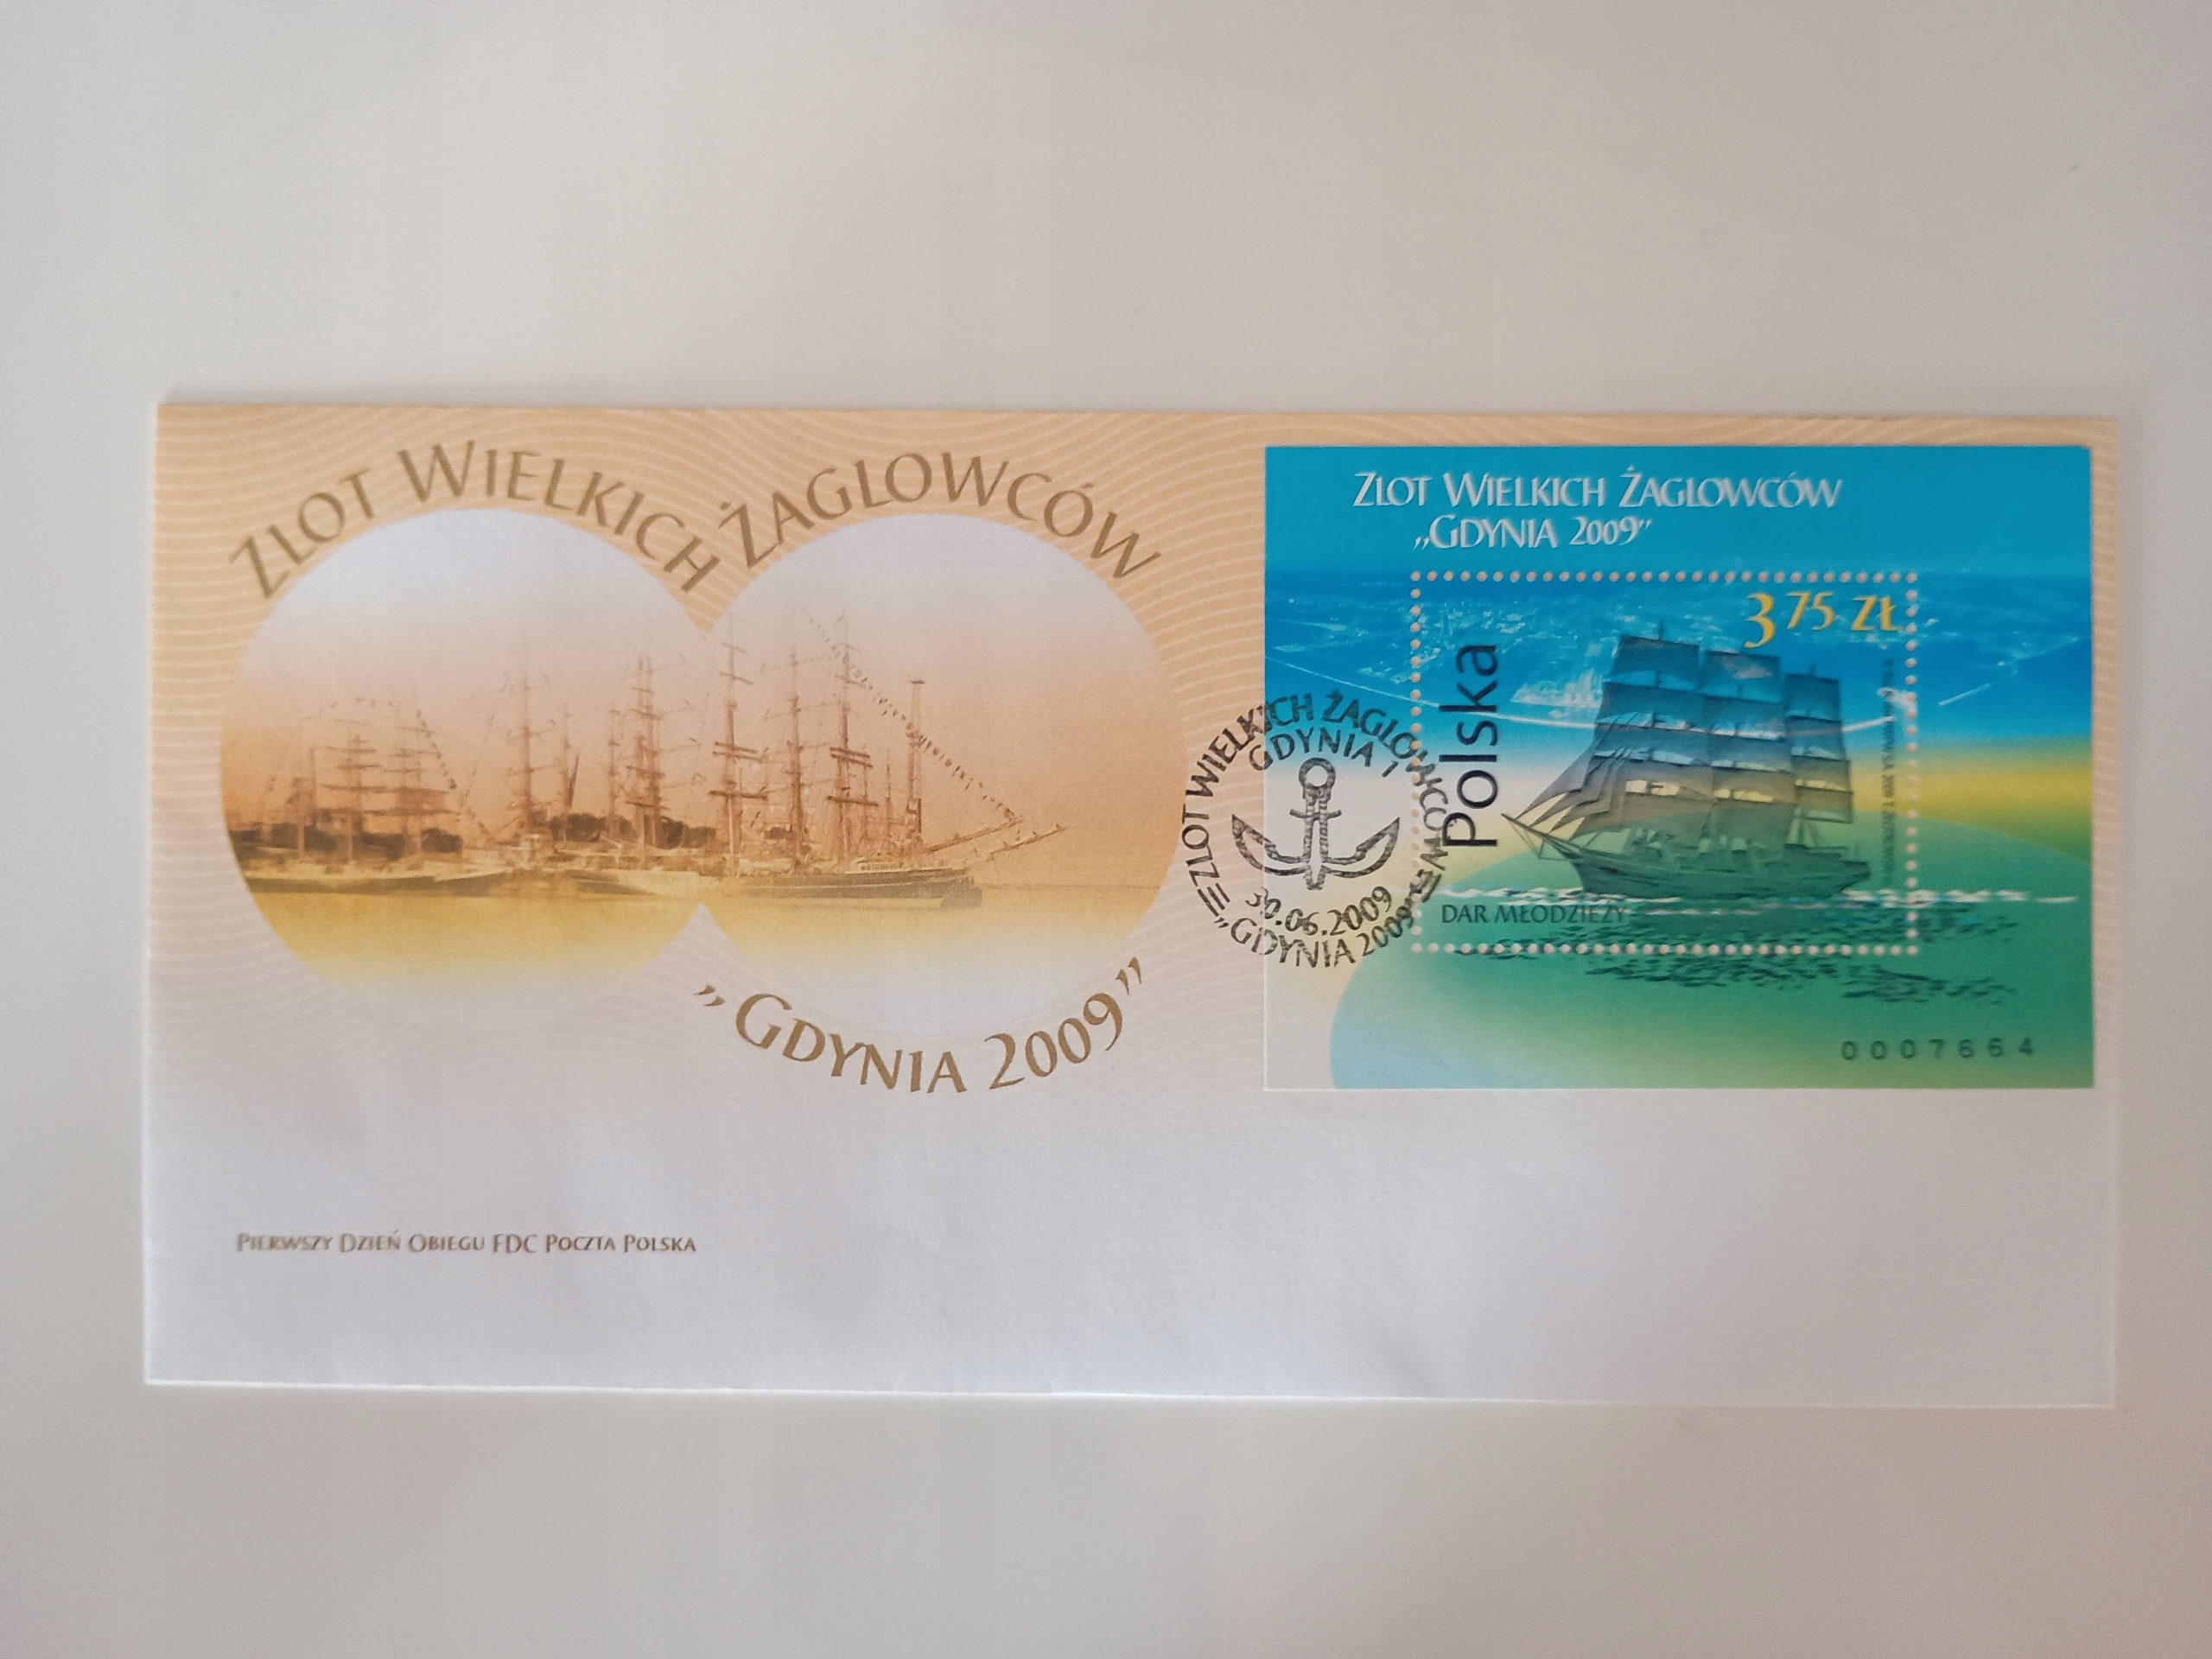 ZLOT WIELKICH ŻAGLOWCÓW
„GDYNIA 2009”
PIERWSZY DZIEŃ OBIEGU FDC POCZTA POLSKA
ZLOT WIELKICH ŻAGLOWCÓW
„GDYNIA 2009”
3 75 ZŁ
Polska
DAR MŁODZIEŻY
0007664
ZLOT WIELKICH ŻAGLOWCÓW
GDYNIA 1
30.06.2009
„GDYNIA 2009”